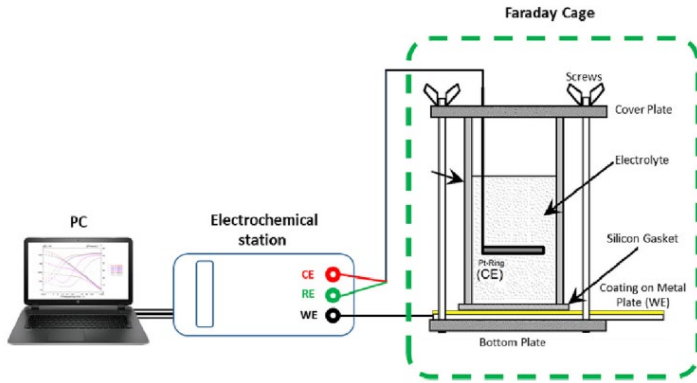 Faraday Cage
Screws
Cover Plate
Electrolyte
PC
Electrochemical
station
Silicon Gasket
CE
RE
WE
Pt-Ring
(CE)
Coating on Metal
Plate (WE)
Bottom Plate